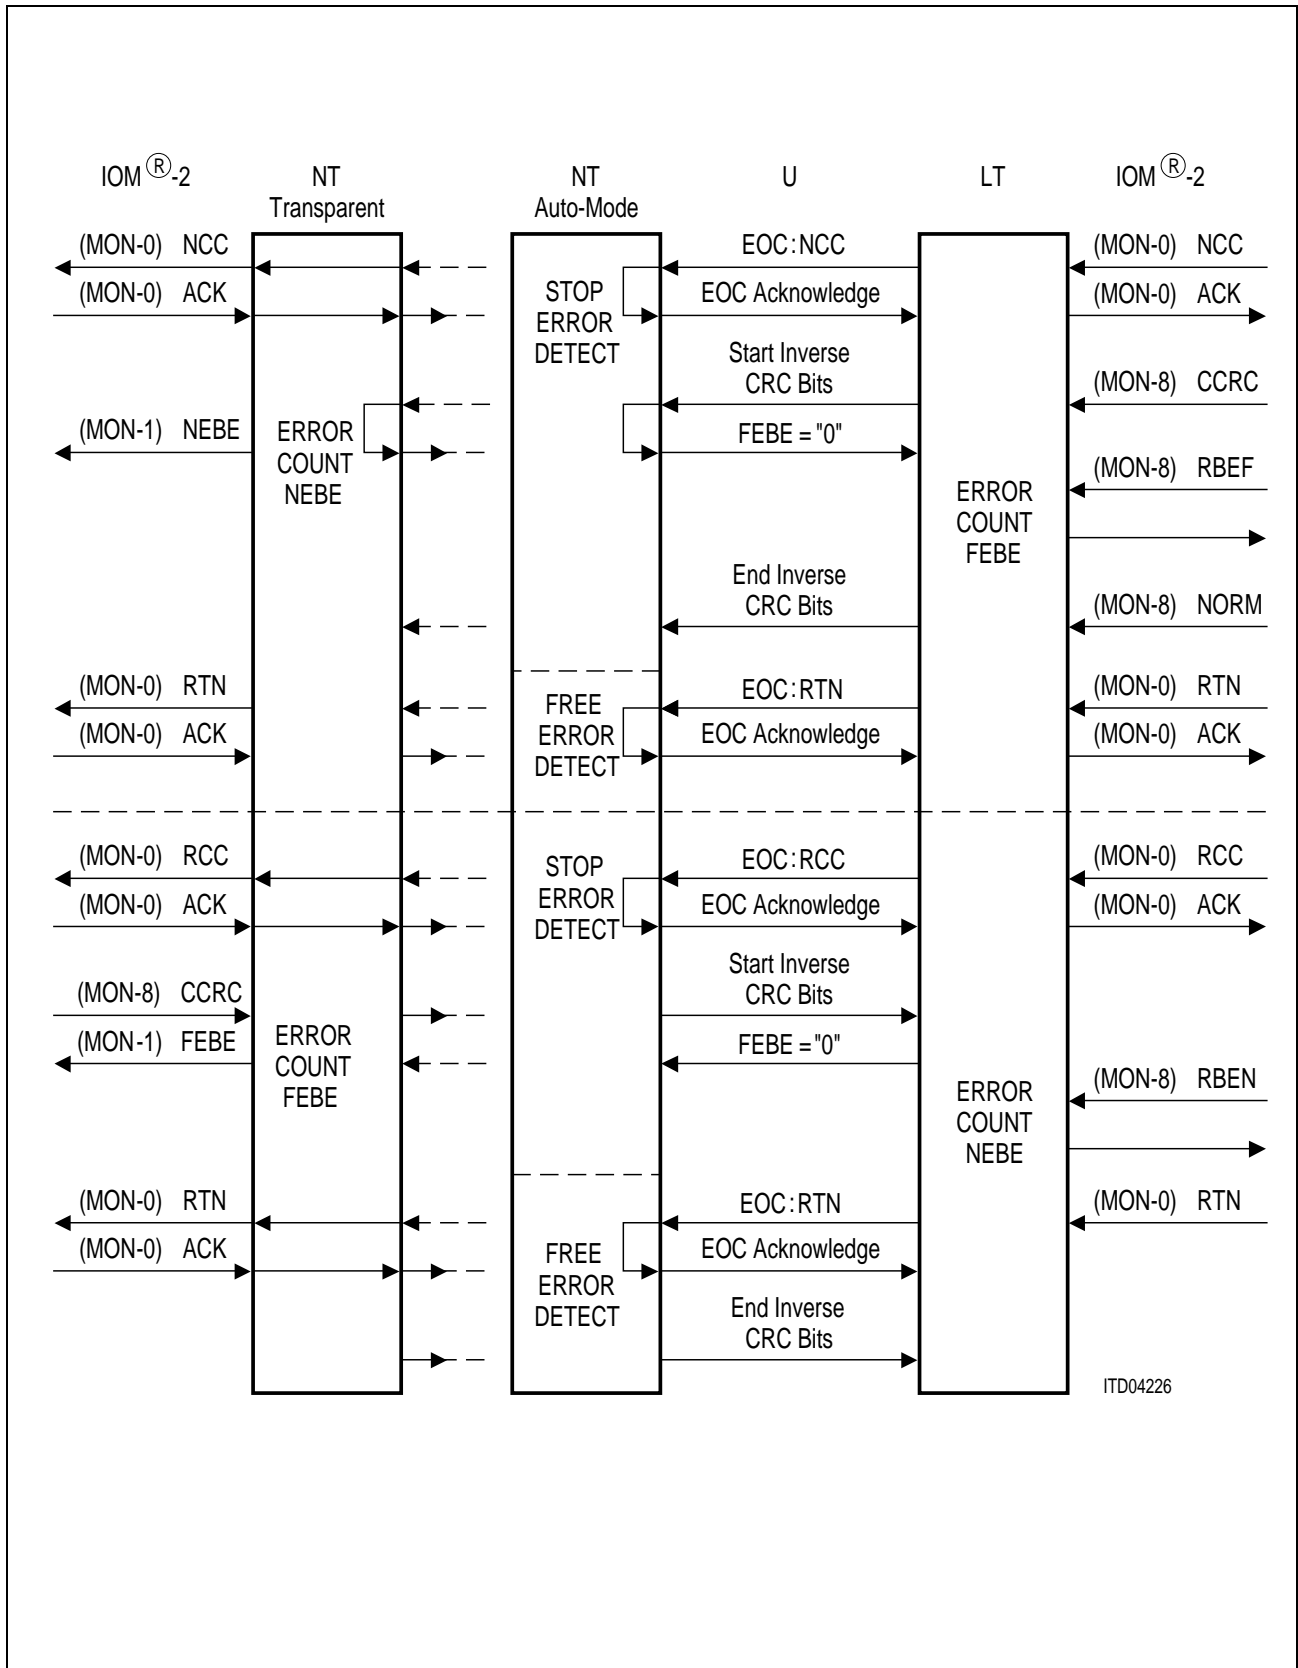 IOM®-2 NT NT U LT IOM®-2
Transparent Auto-Mode
(MON-0) NCC EOC:NCC (MON-0) NCC
(MON-0) ACK STOP EOC Acknowledge (MON-0) ACK
ERROR
DETECT Start Inverse
CRC Bits (MON-8) CCRC
(MON-1) NEBE ERROR FEBE = "0"
COUNT (MON-8) RBEF
NEBE ERROR
COUNT
FEBE
End Inverse
CRC Bits (MON-8) NORM
(MON-0) RTN FREE EOC:RTN (MON-0) RTN
(MON-0) ACK ERROR EOC Acknowledge (MON-0) ACK
DETECT
(MON-0) RCC STOP EOC:RCC (MON-0) RCC
(MON-0) ACK ERROR EOC Acknowledge (MON-0) ACK
DETECT
Start Inverse
(MON-8) CCRC CRC Bits
(MON-1) FEBE ERROR FEBE = "0"
COUNT (MON-8) RBEN
FEBE ERROR
COUNT
NEBE
(MON-0) RTN EOC:RTN (MON-0) RTN
(MON-0) ACK FREE EOC Acknowledge
ERROR
DETECT End Inverse
CRC Bits
ITD04226